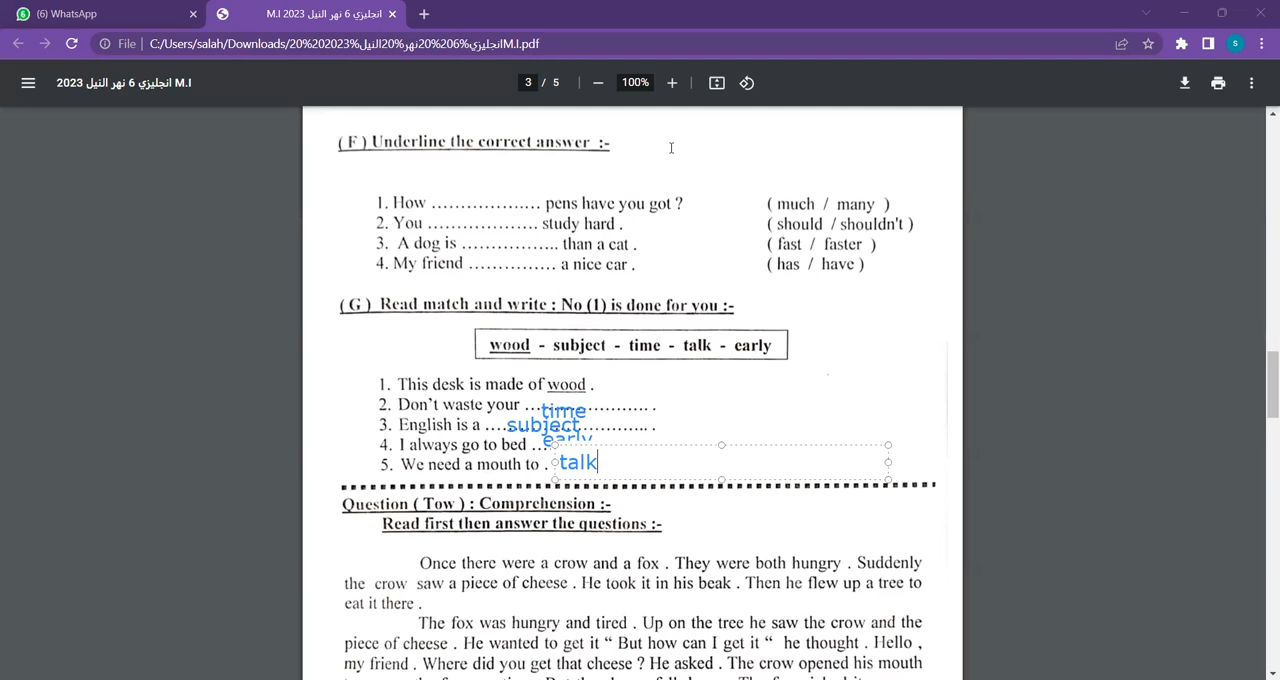 (6) WhatsApp
انجليزي 6 نهر النيل 2023 M.I
File C:/Users/salah/Downloads/20%202023%النيل%20نهر%206%20انجليزيM.I.pdf
انجليزي 6 نهر النيل 2023 M.I
3 / 5
100%
( F ) Underline the correct answer :-
1. How .................... pens have you got ? ( much / many )
2. You .................... study hard . ( should / shouldn't )
3. A dog is ................. than a cat . ( fast / faster )
4. My friend ............... a nice car . ( has / have )
( G ) Read match and write : No (1) is done for you :-
wood - subject - time - talk - early
1. This desk is made of wood .
2. Don't waste your ... time ............ .
3. English is a .... subject ............ .
4. I always go to bed ... early
5. We need a mouth to . talk
Question ( Tow ) : Comprehension :-
Read first then answer the questions :-
Once there were a crow and a fox . They were both hungry . Suddenly
the crow saw a piece of cheese . He took it in his beak . Then he flew up a tree to
eat it there .
The fox was hungry and tired . Up on the tree he saw the crow and the
piece of cheese . He wanted to get it “ But how can I get it “ he thought . Hello ,
my friend . Where did you get that cheese ? He asked . The crow opened his mouth